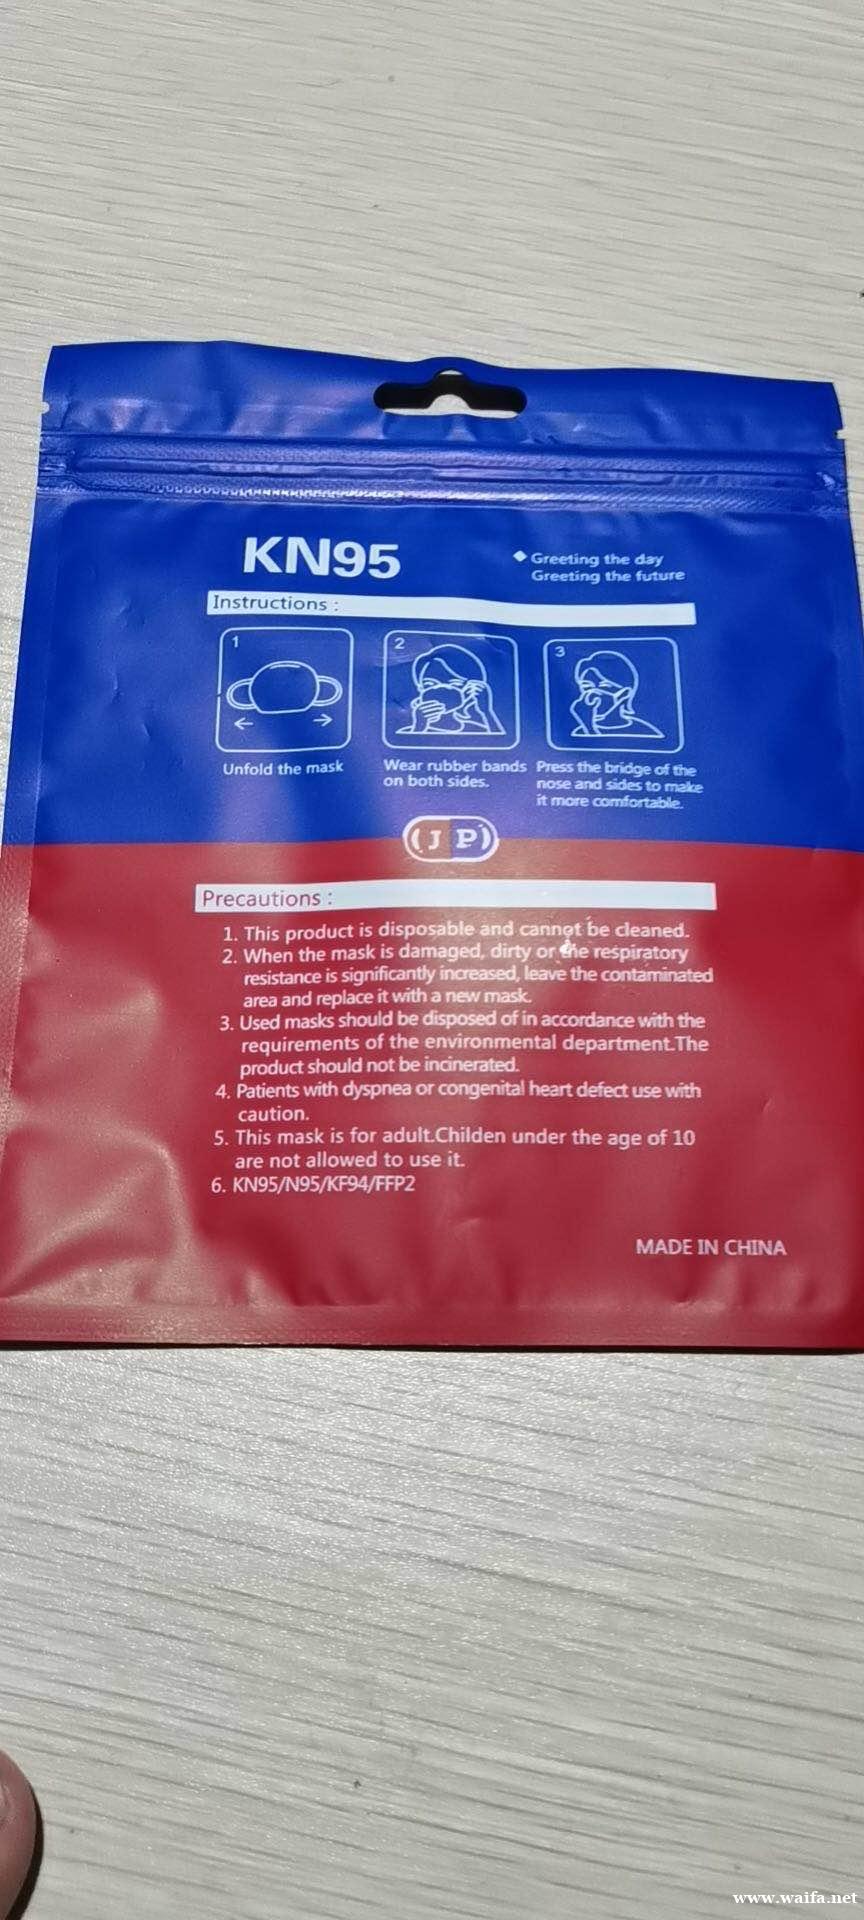 KN95
◆ Greeting the day
Greeting the future
Instructions :
1
2
3
Unfold the mask
Wear rubber bands
on both sides.
Press the bridge of the
nose and sides to make
it more comfortable.
(J P)
Precautions :
1. This product is disposable and cannot be cleaned.
2. When the mask is damaged, dirty or the respiratory
resistance is significantly increased, leave the contaminated
area and replace it with a new mask.
3. Used masks should be disposed of in accordance with the
requirements of the environmental department.The
product should not be incinerated.
4. Patients with dyspnea or congenital heart defect use with
caution.
5. This mask is for adult.Childen under the age of 10
are not allowed to use it.
6. KN95/N95/KF94/FFP2
MADE IN CHINA
www.waifa.net